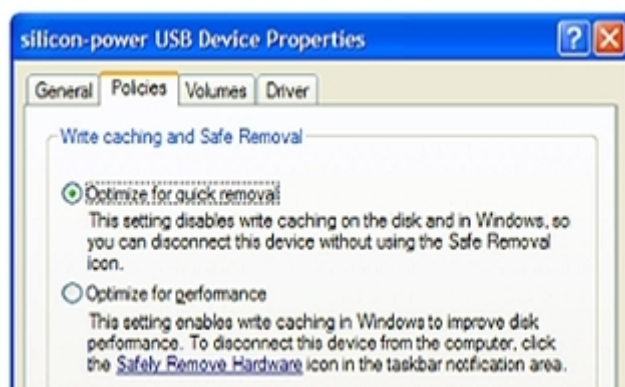 silicon-power USB Device Properties
General Policies Volumes Driver
Write caching and Safe Removal
Optimize for quick removal
This setting disables write caching on the disk and in Windows, so
you can disconnect this device without using the Safe Removal
icon.
Optimize for performance
This setting enables write caching in Windows to improve disk
performance. To disconnect this device from the computer, click
the Safely Remove Hardware icon in the taskbar notification area.